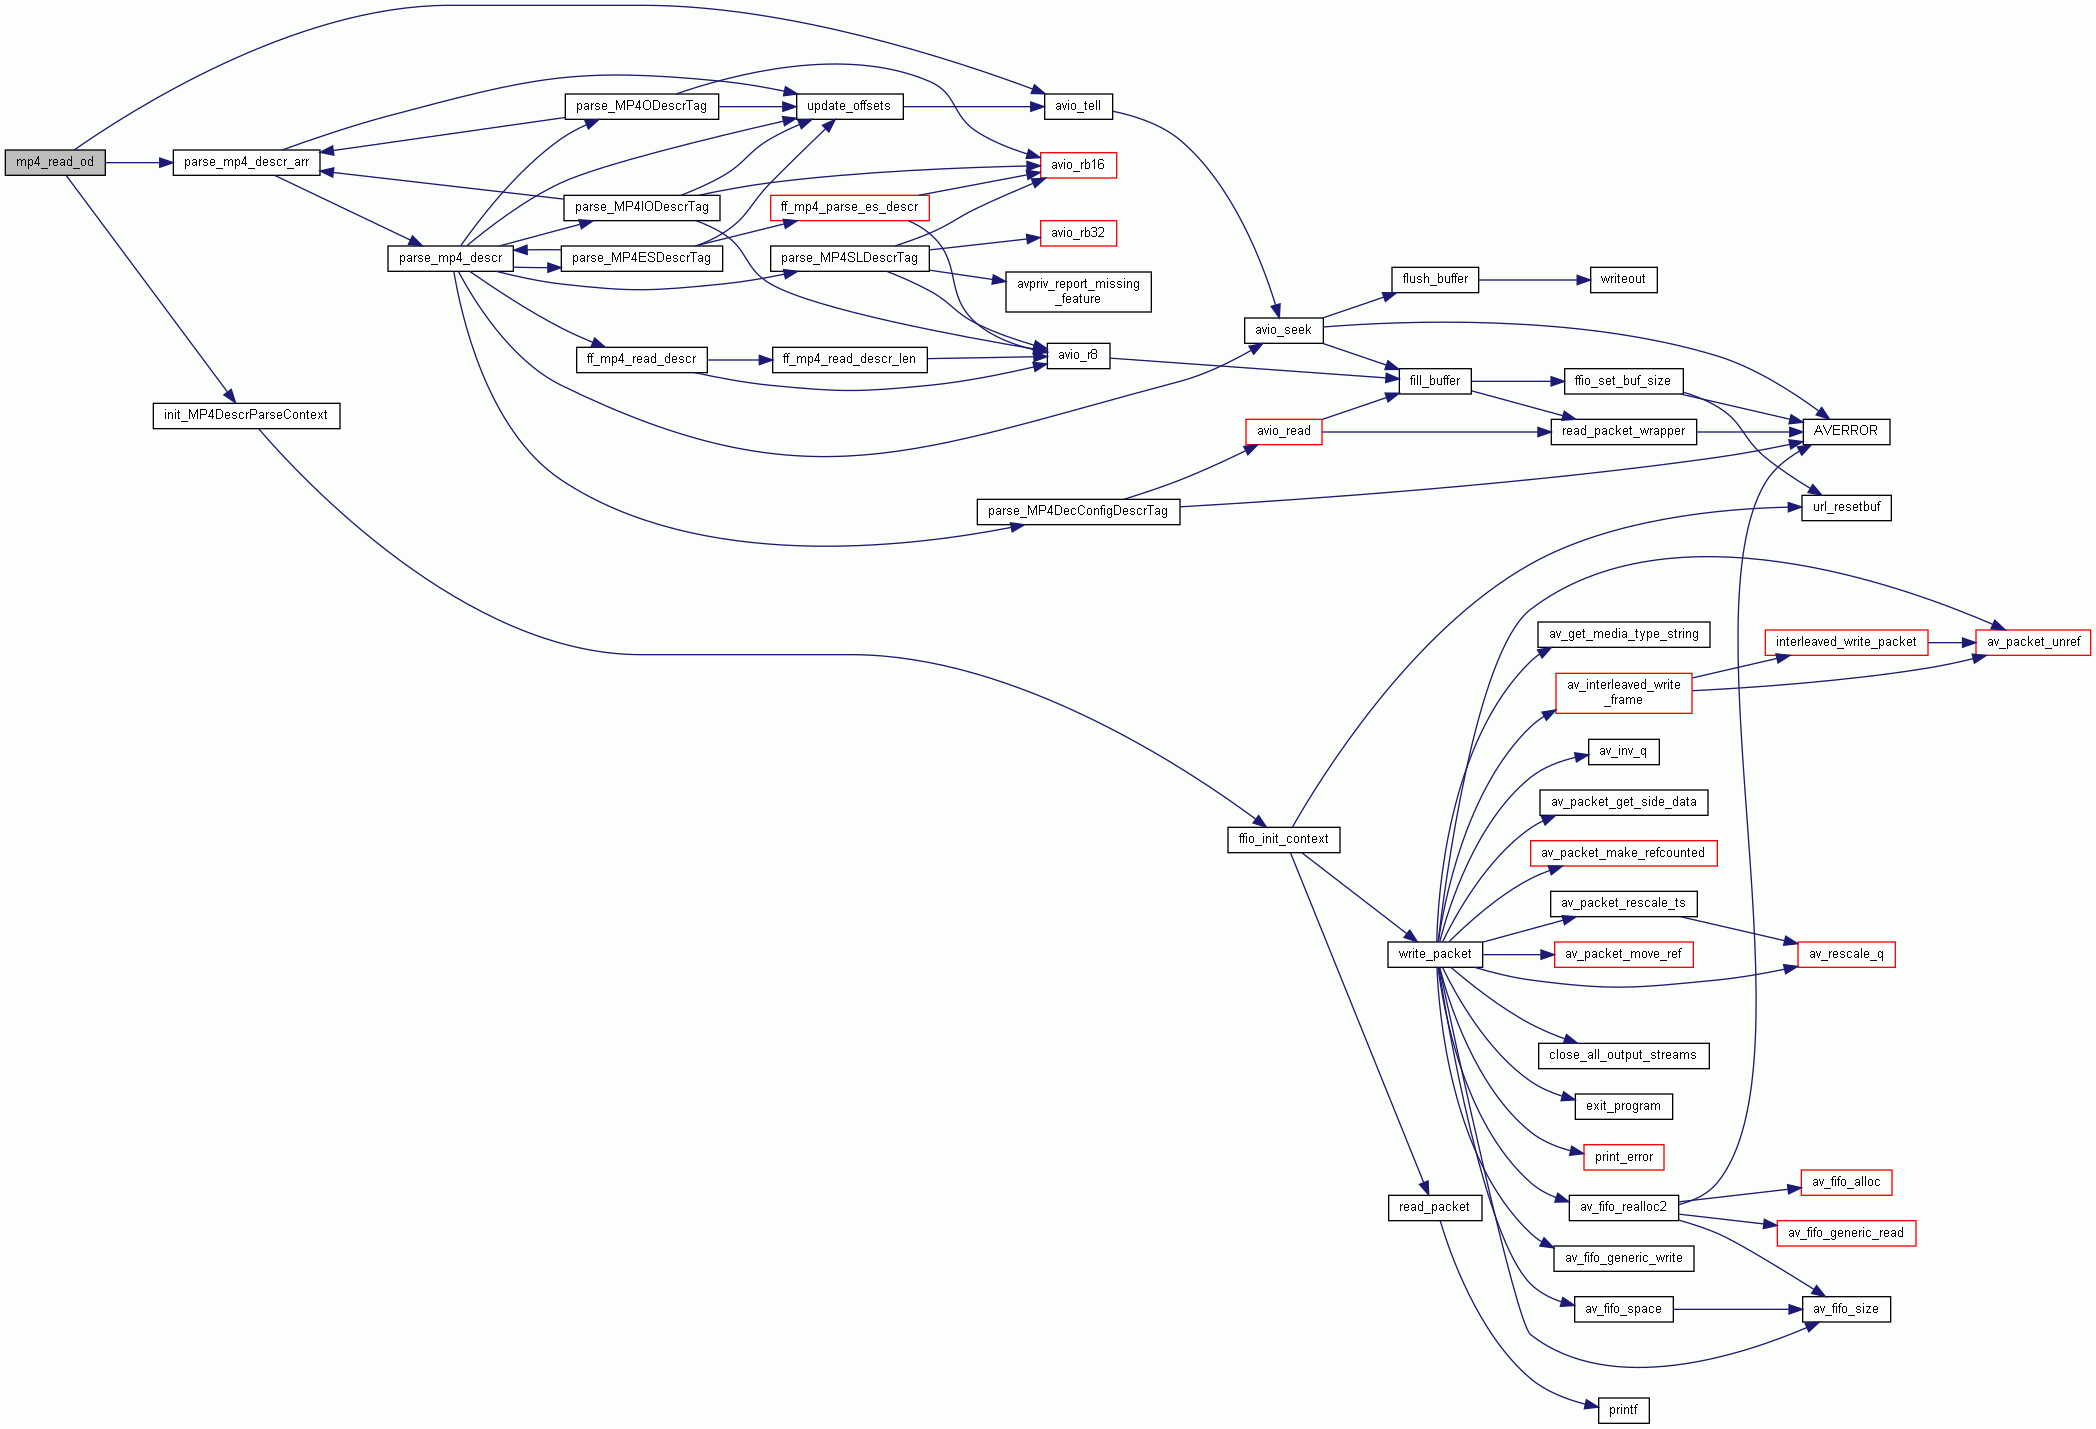 mp4_read_od
parse_mp4_descr_arr
init_MP4DescrParseContext
parse_mp4_descr
parse_MP4ODescrTag
parse_MP4IODescrTag
parse_MP4ESDescrTag
ff_mp4_read_descr
update_offsets
ff_mp4_parse_es_descr
parse_MP4SLDescrTag
ff_mp4_read_descr_len
avio_tell
avio_rb16
avio_rb32
avpriv_report_missing
_feature
avio_r8
parse_MP4DecConfigDescrTag
avio_seek
avio_read
ffio_init_context
flush_buffer
fill_buffer
write_packet
read_packet
writeout
ffio_set_buf_size
read_packet_wrapper
av_get_media_type_string
av_interleaved_write
_frame
av_inv_q
av_packet_get_side_data
av_packet_make_refcounted
av_packet_rescale_ts
av_packet_move_ref
close_all_output_streams
exit_program
print_error
av_fifo_realloc2
av_fifo_generic_write
av_fifo_space
printf
AVERROR
url_resetbuf
interleaved_write_packet
av_rescale_q
av_fifo_alloc
av_fifo_generic_read
av_fifo_size
av_packet_unref